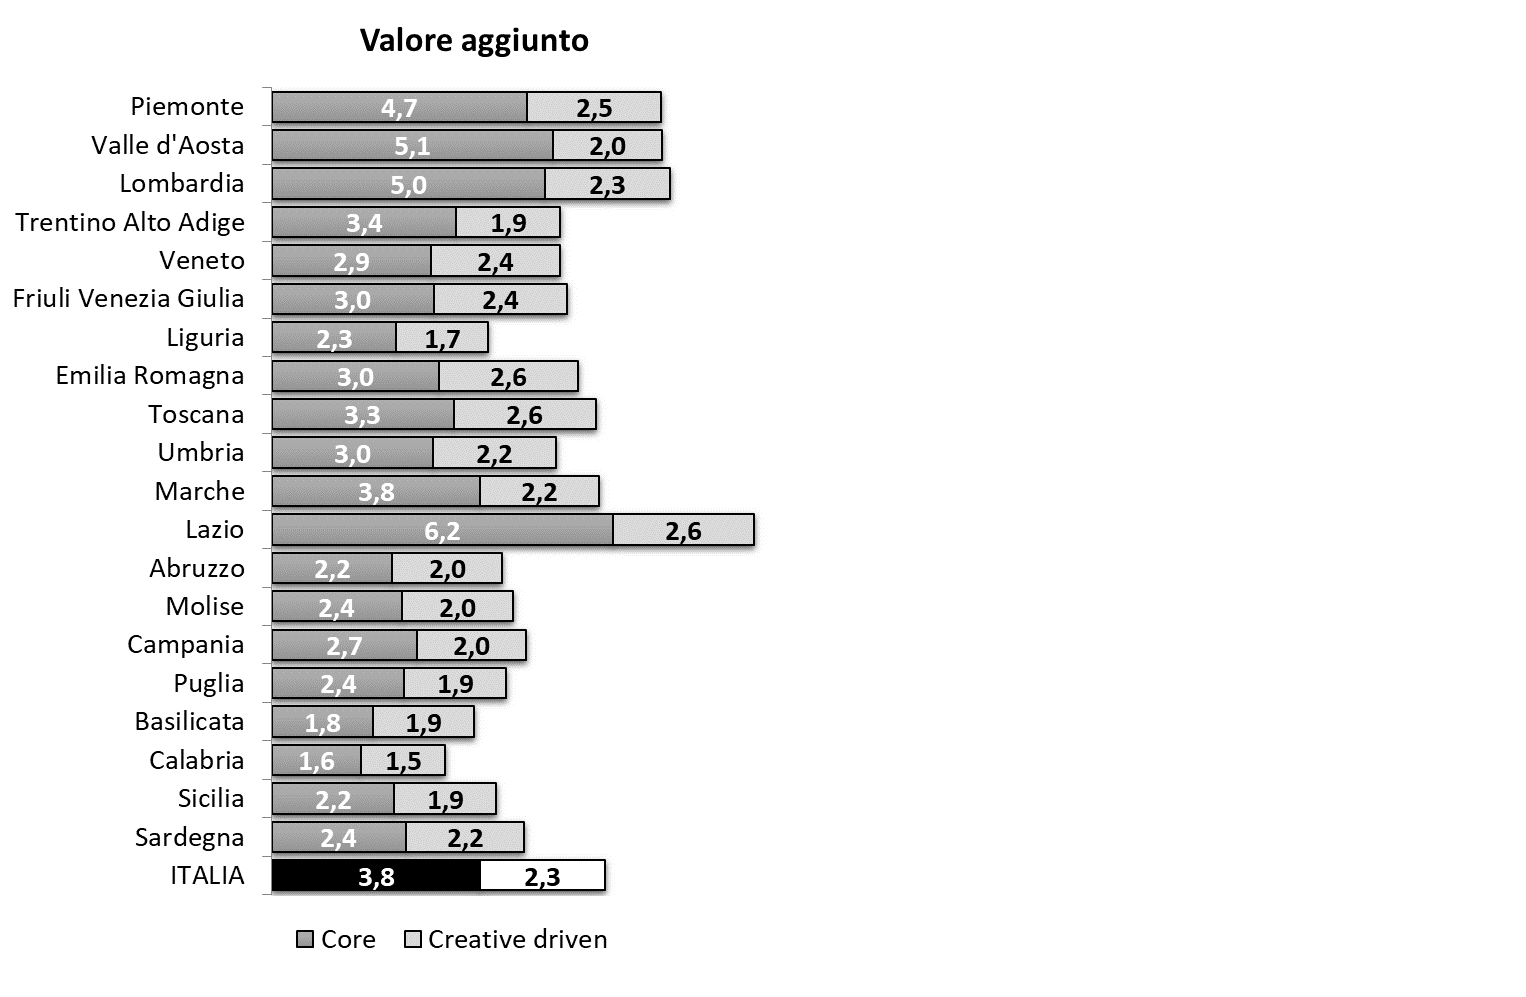 Valore aggiunto
Piemonte 4,7 2,5
Valle d'Aosta 5,1 2,0
Lombardia 5,0 2,3
Trentino Alto Adige 3,4 1,9
Veneto 2,9 2,4
Friuli Venezia Giulia 3,0 2,4
Liguria 2,3 1,7
Emilia Romagna 3,0 2,6
Toscana 3,3 2,6
Umbria 3,0 2,2
Marche 3,8 2,2
Lazio 6,2 2,6
Abruzzo 2,2 2,0
Molise 2,4 2,0
Campania 2,7 2,0
Puglia 2,4 1,9
Basilicata 1,8 1,9
Calabria 1,6 1,5
Sicilia 2,2 1,9
Sardegna 2,4 2,2
ITALIA 3,8 2,3
Core Creative driven